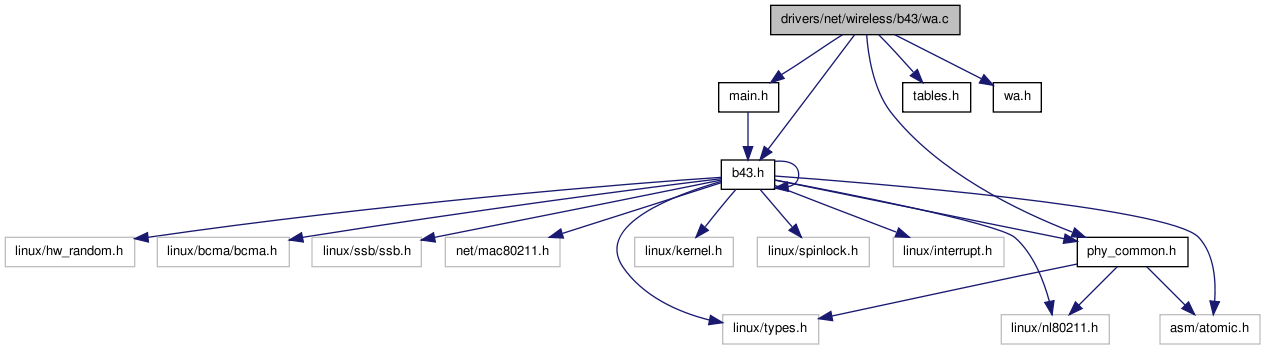 drivers/net/wireless/b43/wa.c
main.h
tables.h
wa.h
b43.h
linux/hw_random.h
linux/bcma/bcma.h
linux/ssb/ssb.h
net/mac80211.h
linux/kernel.h
linux/spinlock.h
linux/interrupt.h
phy_common.h
linux/types.h
linux/nl80211.h
asm/atomic.h